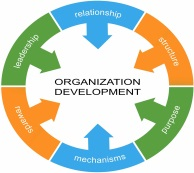 relationship
structure
purpose
mechanisms
rewards
leadership
ORGANIZATION
DEVELOPMENT